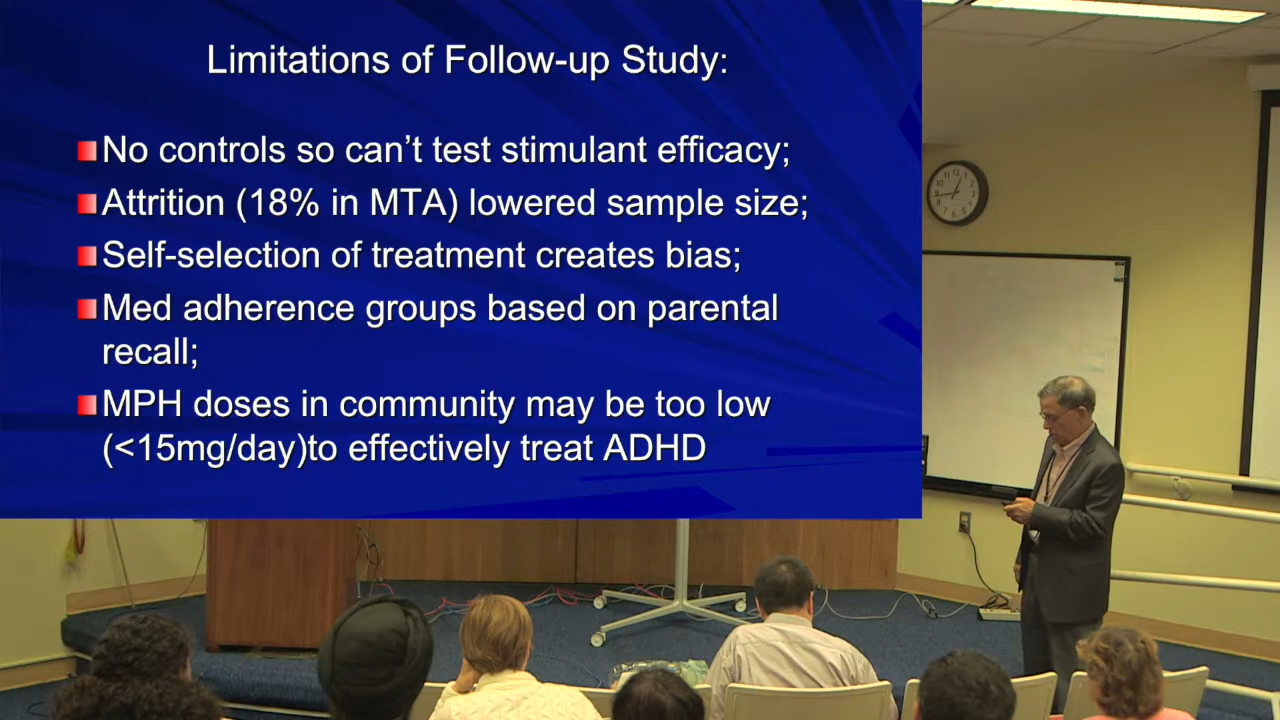 Limitations of Follow-up Study:
No controls so can't test stimulant efficacy;
Attrition (18% in MTA) lowered sample size;
Self-selection of treatment creates bias;
Med adherence groups based on parental
recall;
MPH doses in community may be too low
(<15mg/day)to effectively treat ADHD